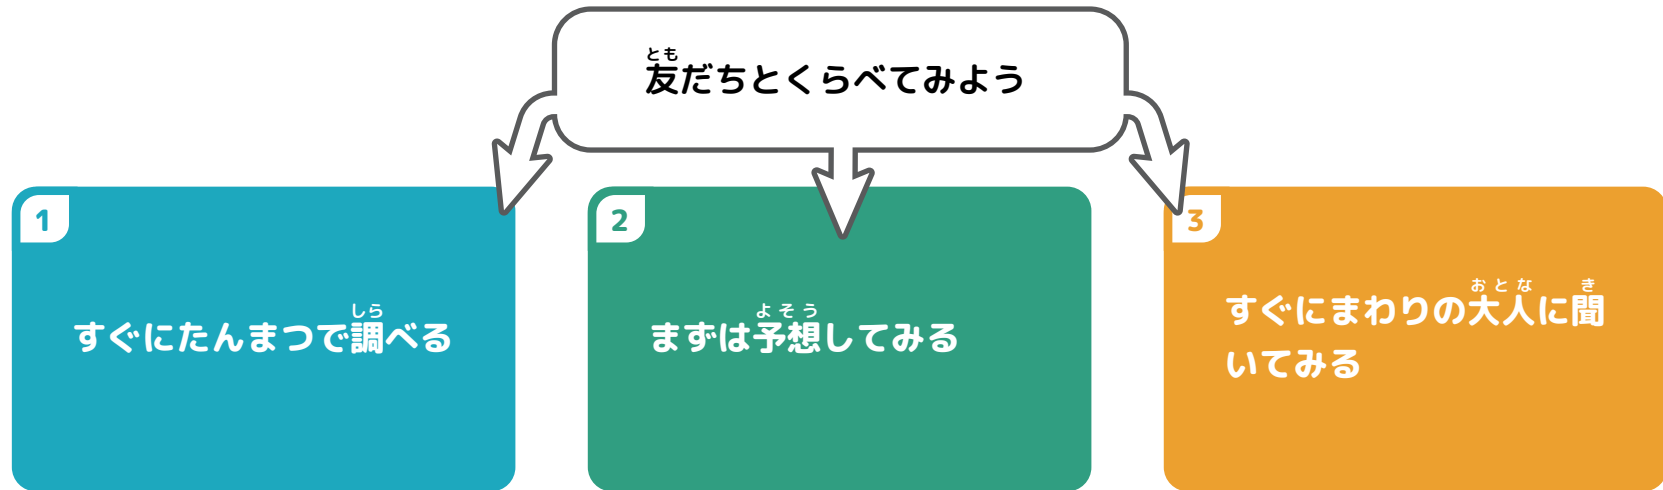 とも
友だちとくらべてみよう
1
しら
すぐにたんまつで調べる
2
よそう
まずは予想してみる
3
おとな き
すぐにまわりの大人に聞
いてみる